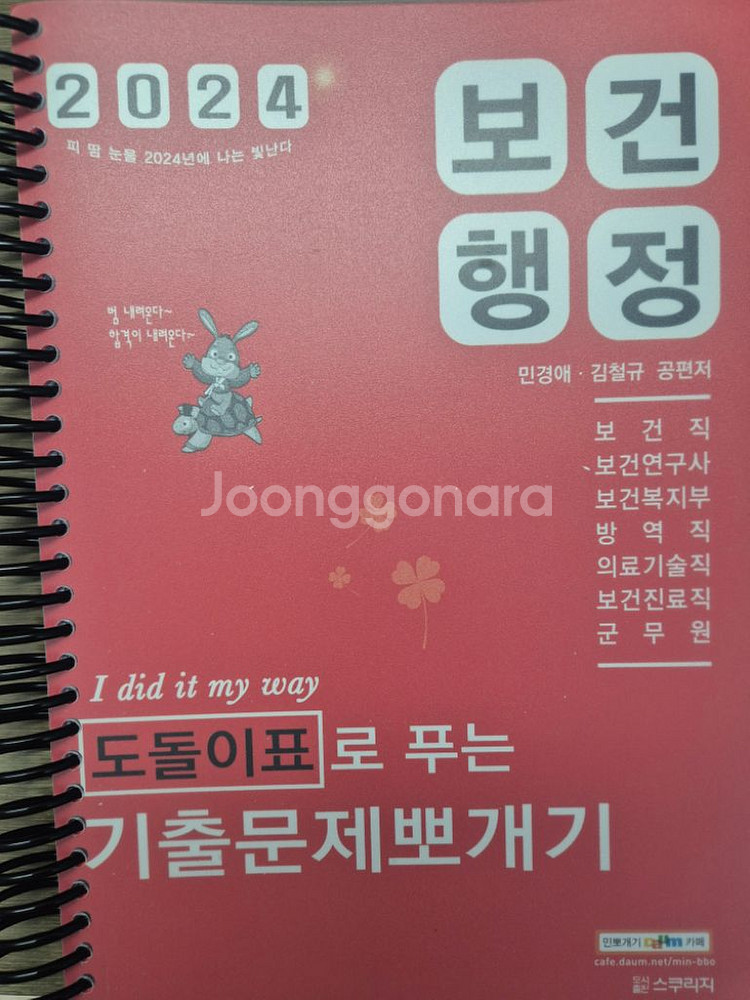 2024
피 땀 눈물 2024년에 나는 빛난다
보건
행정
범 내려온다~
합격이 내려온다~
민경애 · 김철규 공편저
보건직
보건연구사
보건복지부
방역직
의료기술직
보건진료직
군무원
Joonggonara
I did it my way
도돌이표로 푸는
기출문제뽀개기
민뽀개기 Daum 카페
cafe.daum.net/min-bbo
도서출판 스쿠리지